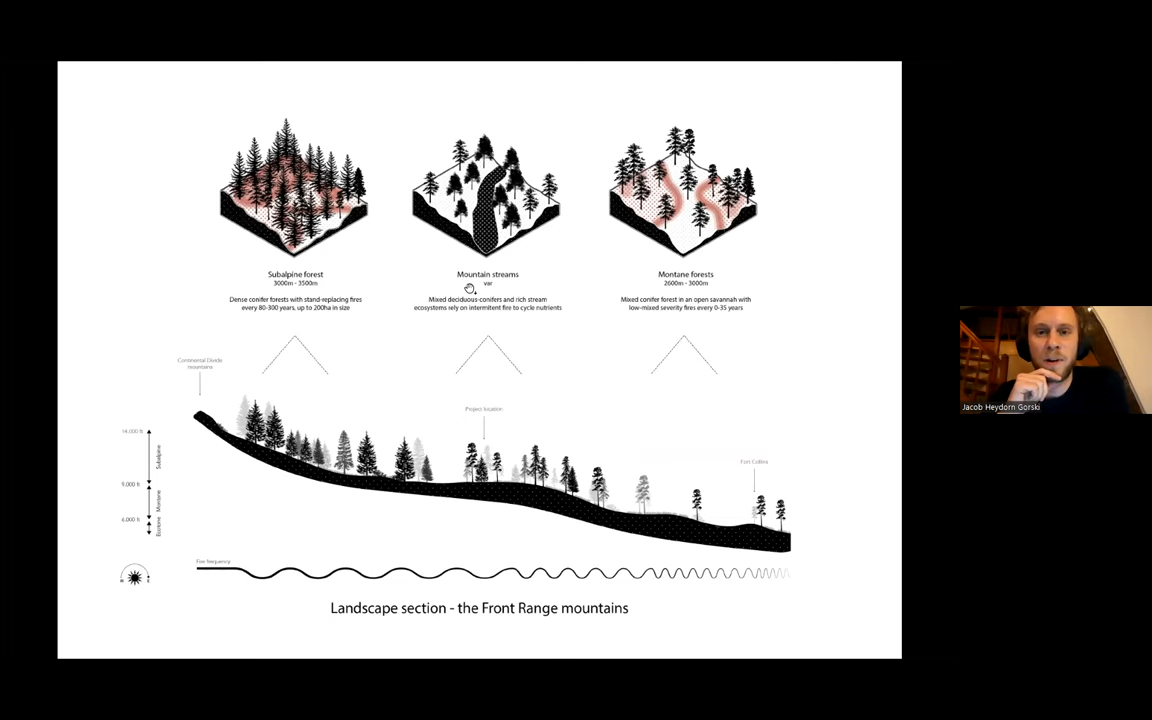 Subalpine forest
3000m - 3500m
Dense conifer forests with stand-replacing fires
every 80-300 years, up to 200ha in size
Mountain streams
var
Mixed deciduous-conifers and rich stream
ecosystems rely on intermitent fire to cycle nutrients
Montane forests
2600m - 3000m
Mixed conifer forest in an open savannah with
low-mixed severity fires every 0-35 years
Continental Divide
mountains
Project location
Fort Collins
14,000 ft
9,000 ft
6,000 ft
Subalpine
Montane
Ecotone
Fire frequency
Landscape section - the Front Range mountains
Jacob Heydorn Gorski